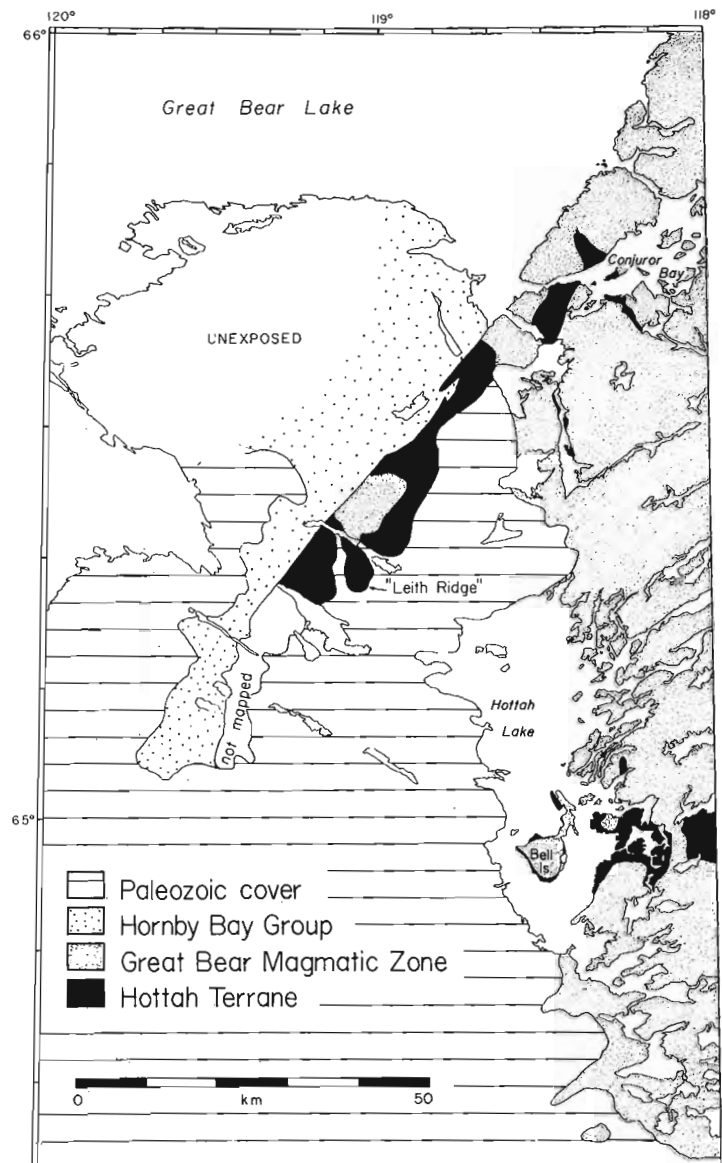 120°
119°
118°
66°
Great Bear Lake
Conjuror
Bay
UNEXPOSED
"Leith Ridge"
not mapped
Hottah
Lake
65°
Bell
Is.
Paleozoic cover
Hornby Bay Group
Great Bear Magmatic Zone
Hottah Terrane
0
50
km